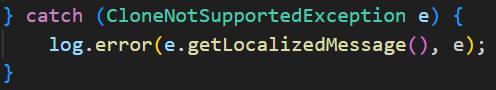 } catch (CloneNotSupportedException e) {
    log.error(e.getLocalizedMessage(), e);
}